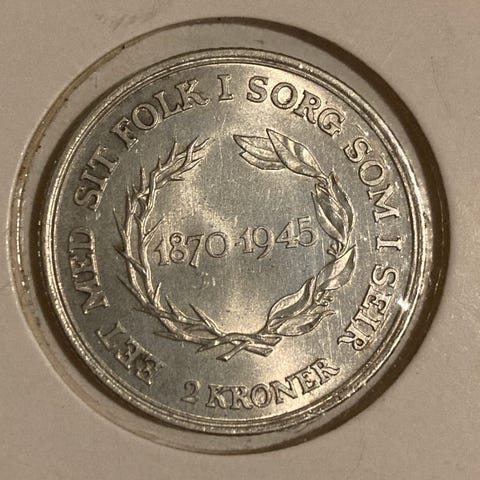 EET MED SIT FOLK I SORG SOM I SEIR
1870-1945
2 KRONER